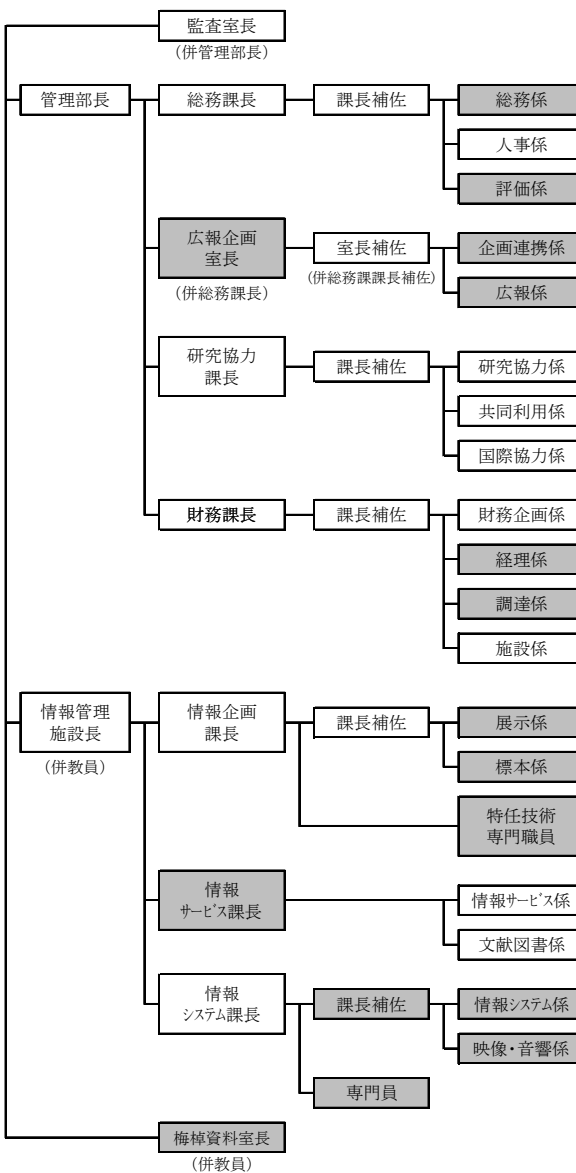 監査室長
(併管理部長)
管理部長
総務課長
課長補佐
総務係
人事係
評価係
広報企画
室長
(併総務課長)
室長補佐
(併総務課課長補佐)
企画連携係
広報係
研究協力
課長
課長補佐
研究協力係
共同利用係
国際協力係
財務課長
課長補佐
財務企画係
経理係
調達係
施設係
情報管理
施設長
(併教員)
情報企画
課長
課長補佐
展示係
標本係
特任技術
専門職員
情報
サービス課長
情報サービス係
文献図書係
情報
システム課長
課長補佐
情報システム係
映像・音響係
専門員
梅棹資料室長
(併教員)